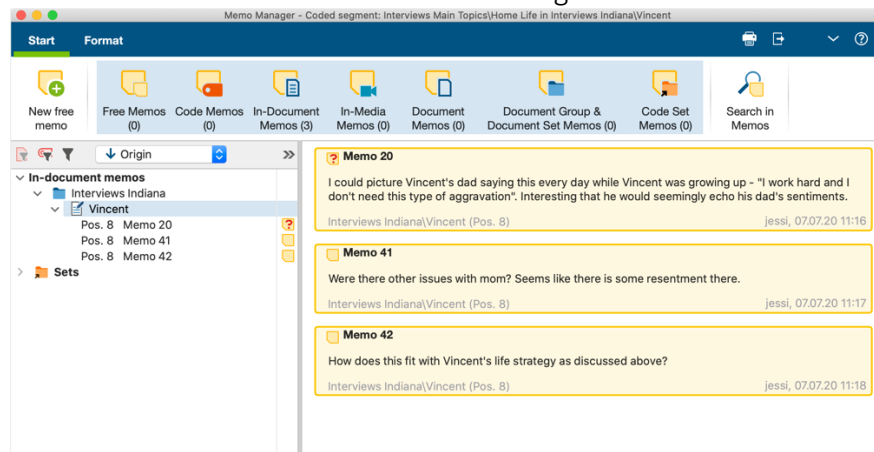 Memo Manager - Coded segment: Interviews Main Topics\Home Life in Interviews Indiana\Vincent
Start Format
New free memo
Free Memos (0)
Code Memos (0)
In-Document Memos (3)
In-Media Memos (0)
Document Memos (0)
Document Group & Document Set Memos (0)
Code Set Memos (0)
Search in Memos
Origin
In-document memos
Interviews Indiana
Vincent
Pos. 8 Memo 20
Pos. 8 Memo 41
Pos. 8 Memo 42
Sets
Memo 20
I could picture Vincent's dad saying this every day while Vincent was growing up - "I work hard and I
don't need this type of aggravation". Interesting that he would seemingly echo his dad's sentiments.
Interviews Indiana\Vincent (Pos. 8) jessi, 07.07.20 11:16
Memo 41
Were there other issues with mom? Seems like there is some resentment there.
Interviews Indiana\Vincent (Pos. 8) jessi, 07.07.20 11:17
Memo 42
How does this fit with Vincent's life strategy as discussed above?
Interviews Indiana\Vincent (Pos. 8) jessi, 07.07.20 11:18